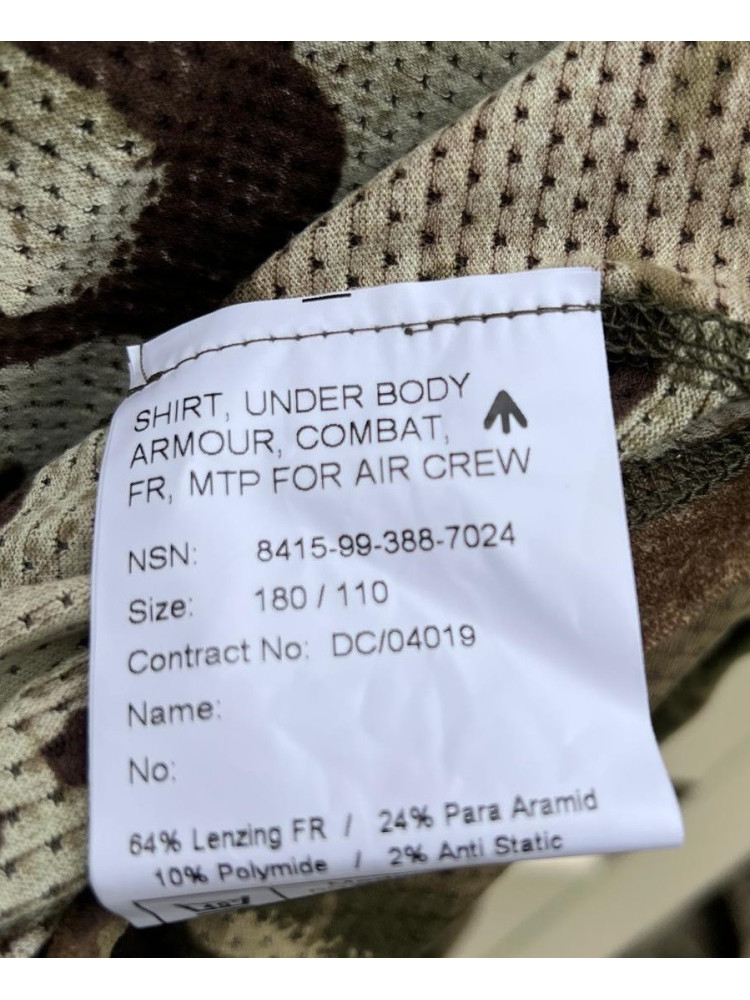 SHIRT, UNDER BODY
ARMOUR, COMBAT,
FR, MTP FOR AIR CREW
NSN: 8415-99-388-7024
Size: 180 / 110
Contract No: DC/04019
Name:
No:
64% Lenzing FR / 24% Para Aramid
10% Polymide / 2% Anti Static